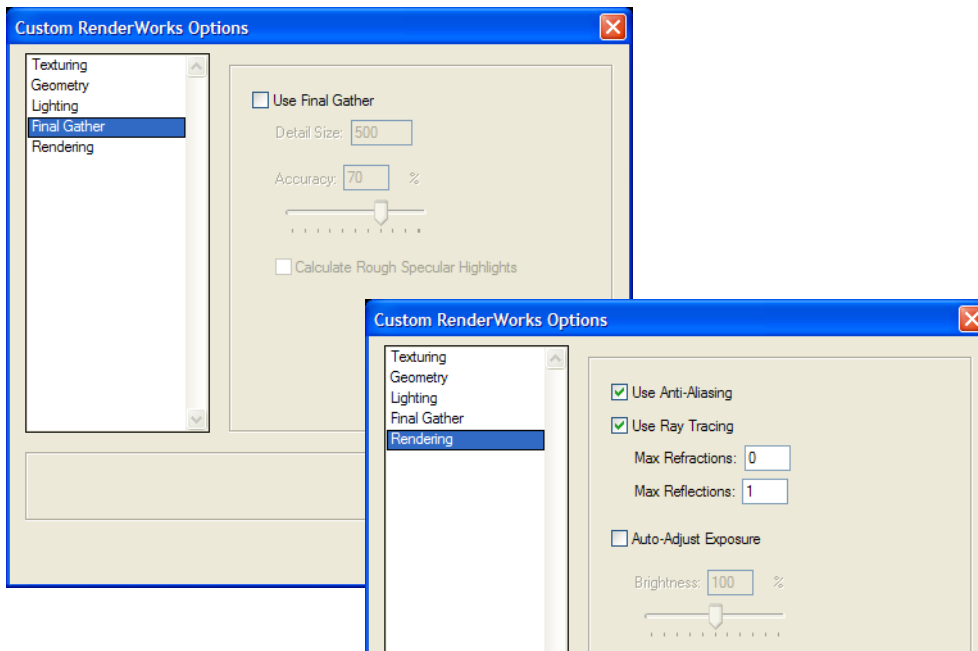 Custom RenderWorks Options
Texturing
Geometry
Lighting
Final Gather
Rendering
Use Final Gather
Detail Size: 500
Accuracy: 70 %
Calculate Rough Specular Highlights
Custom RenderWorks Options
Texturing
Geometry
Lighting
Final Gather
Rendering
Use Anti-Aliasing
Use Ray Tracing
Max Refractions: 0
Max Reflections: 1
Auto-Adjust Exposure
Brightness: 100 %